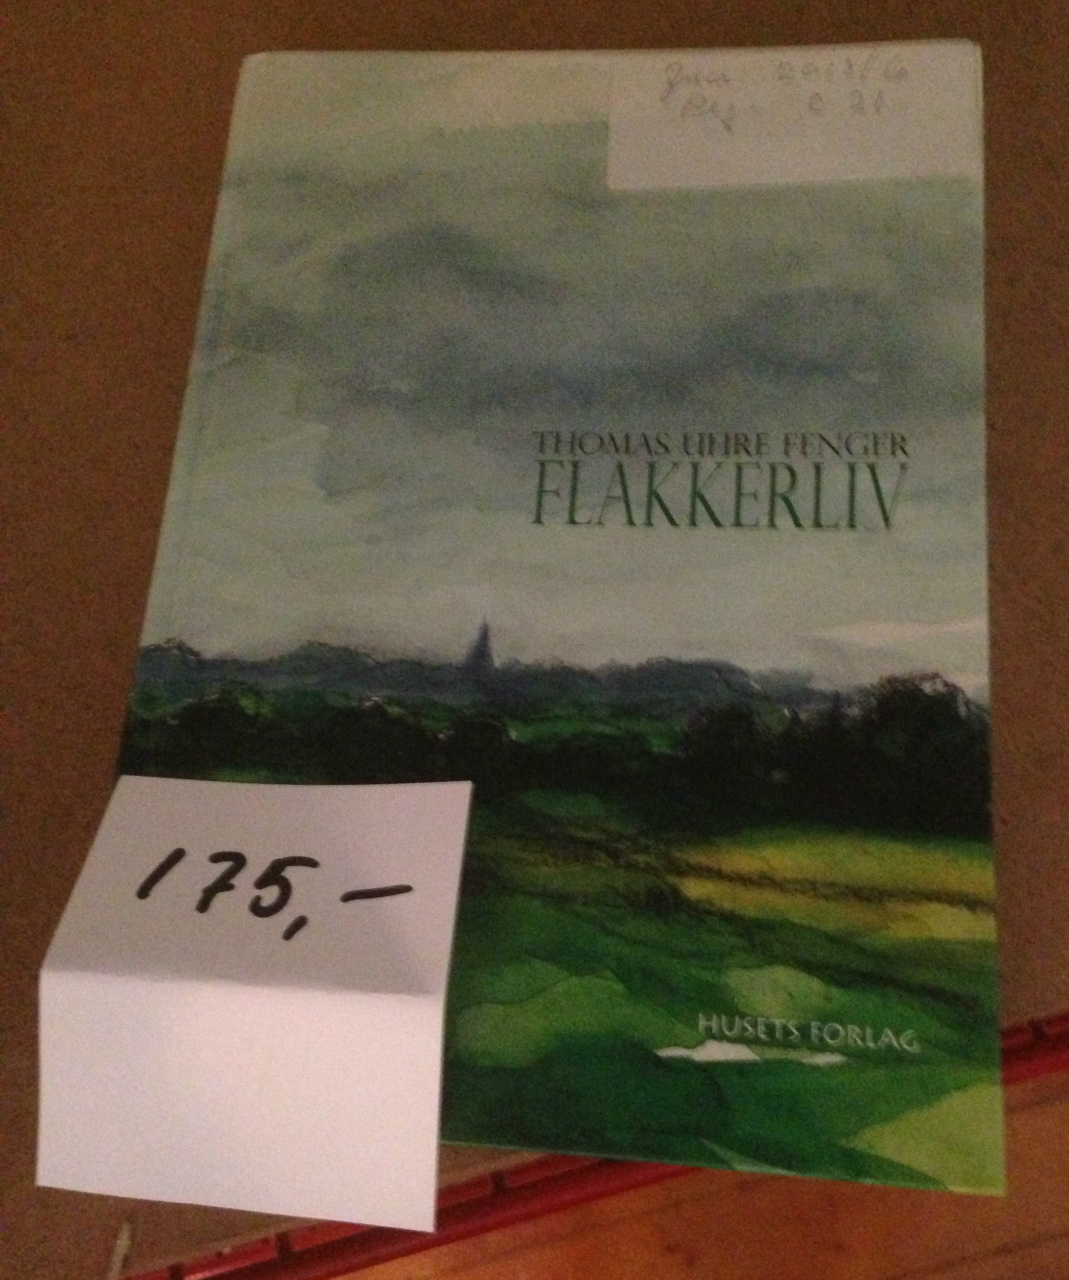 THOMAS UHRE FENGER
FLAKKERLIV
175,-
HUSETS FORLAG